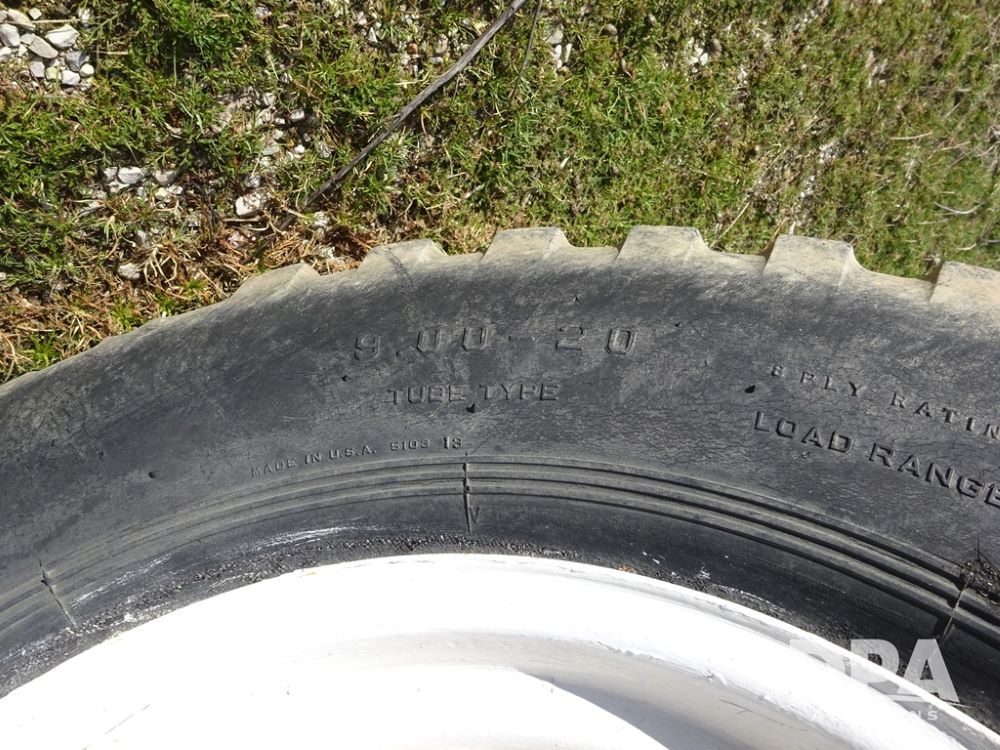 9.00-20
TUBE TYPE
8 PLY RATIN
LOAD RANGE
MADE IN U.S.A. 5103 13